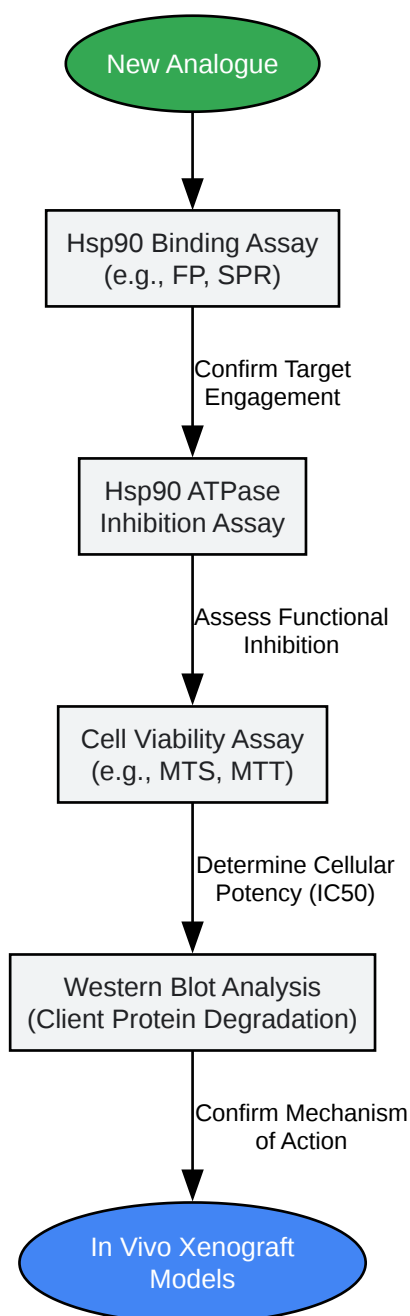 New Analogue
Hsp90 Binding Assay
(e.g., FP, SPR)
Confirm Target
Engagement
Hsp90 ATPase
Inhibition Assay
Assess Functional
Inhibition
Cell Viability Assay
(e.g., MTS, MTT)
Determine Cellular
Potency (IC50)
Western Blot Analysis
(Client Protein Degradation)
Confirm Mechanism
of Action
In Vivo Xenograft
Models